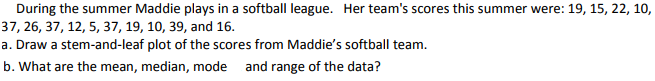 During the summer Maddie plays in a softball league. Her team's scores this summer were: 19, 15, 22, 10,
37, 26, 37, 12, 5, 37, 19, 10, 39, and 16.
a. Draw a stem-and-leaf plot of the scores from Maddie's softball team.
b. What are the mean, median, mode and range of the data?